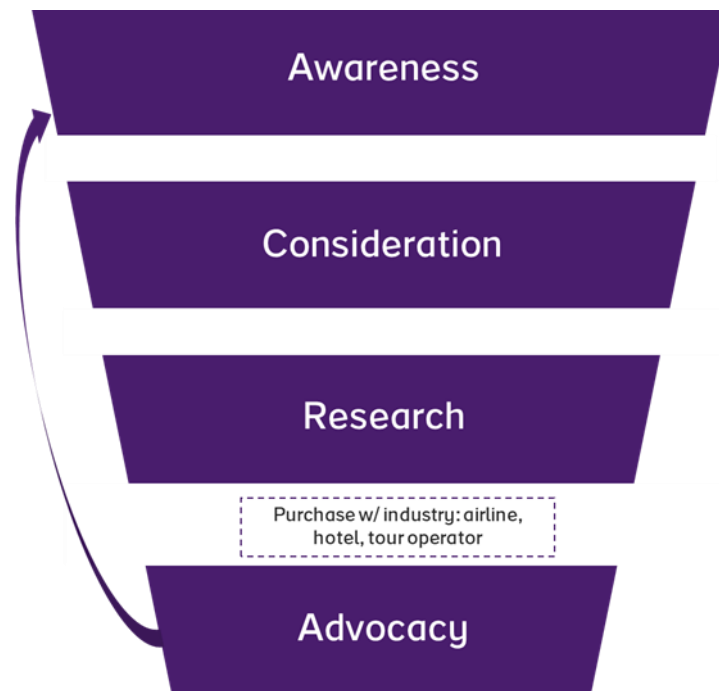 Awareness
Consideration
Research
Purchase w/ industry: airline,
hotel, tour operator
Advocacy